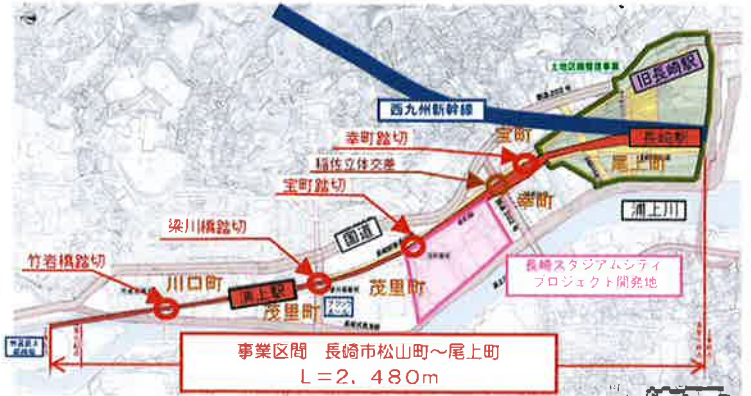 土地区画整理事業
旧長崎駅
西九州新幹線
長崎駅
幸町踏切
宝町
尾上町
稲佐立体交差
宝町踏切
幸町
浦上川
梁川橋踏切
国道
竹岩橋踏切
川口町
浦上駅
茂里町
茂里町
長崎スタジアムシティ
プロジェクト開発地
事業区間 長崎市松山町～尾上町
L=2,480m